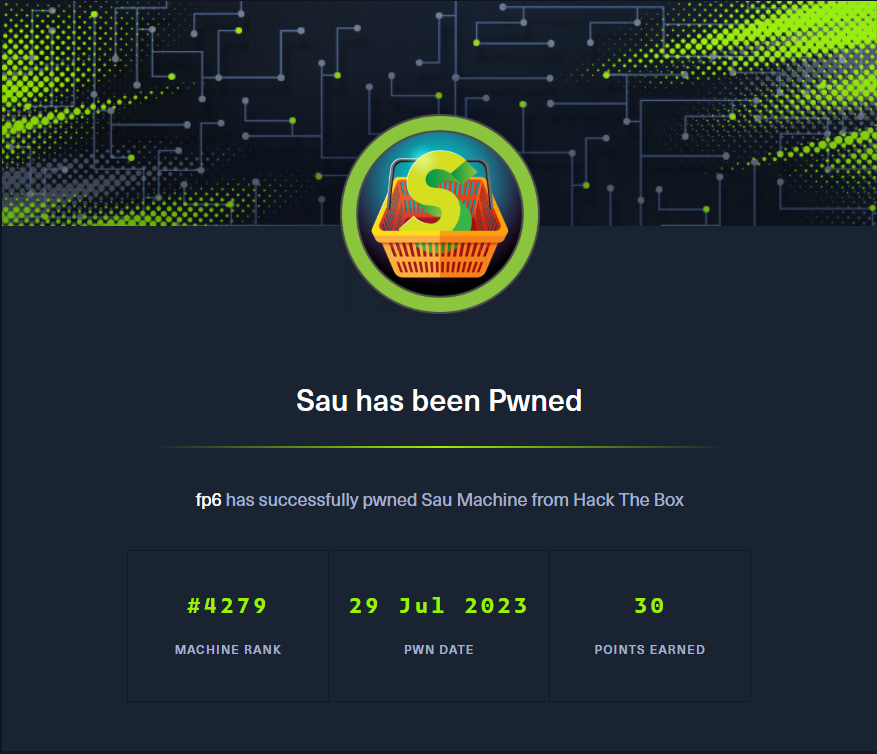 S
Sau has been Pwned
fp6 has successfully pwned Sau Machine from Hack The Box
#4279
MACHINE RANK
29 Jul 2023
PWN DATE
30
POINTS EARNED